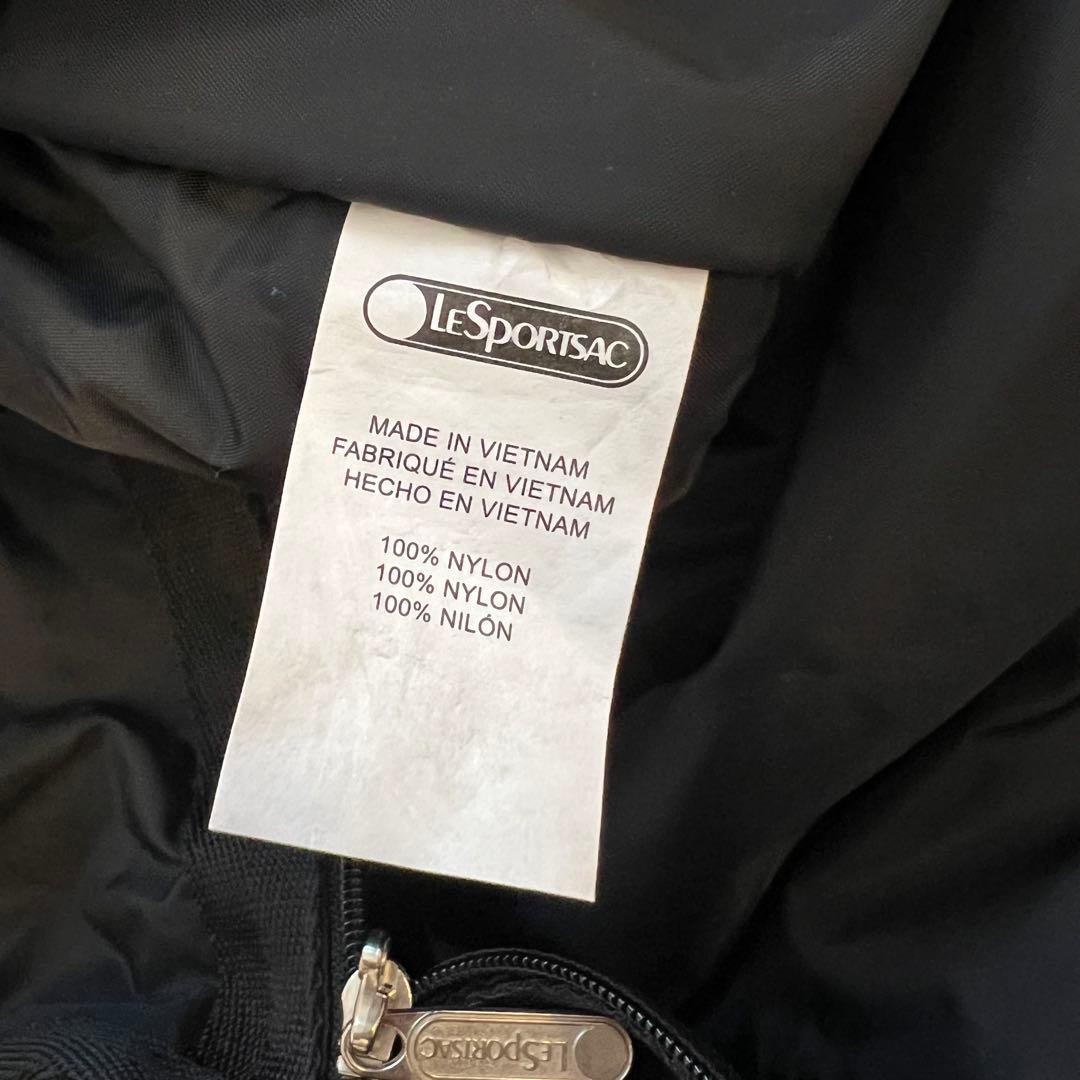 LESPORTSAC
MADE IN VIETNAM
FABRIQUÉ EN VIETNAM
HECHO EN VIETNAM
100% NYLON
100% NYLON
100% NILÓN
LESPORTSAC